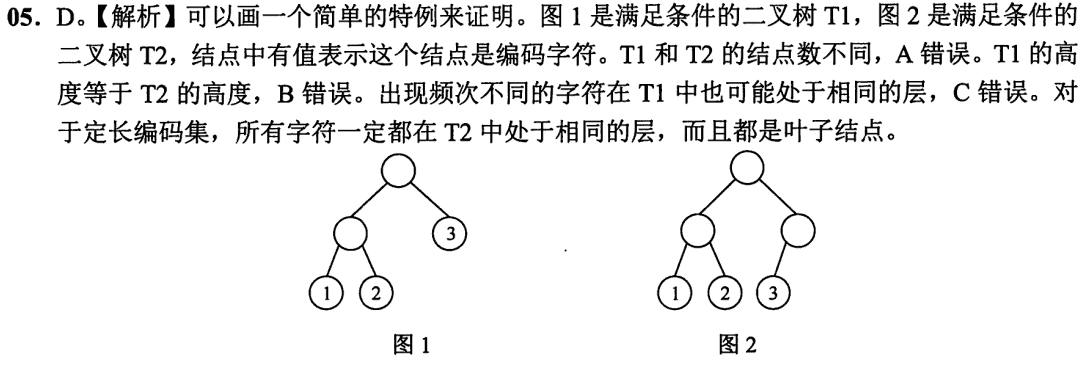 05. D。【解析】可以画一个简单的特例来证明。图 1 是满足条件的二叉树 T1，图 2 是满足条件的
二叉树 T2，结点中有值表示这个结点是编码字符。T1 和 T2 的结点数不同，A 错误。T1 的高
度等于 T2 的高度，B 错误。出现频次不同的字符在 T1 中也可能处于相同的层，C 错误。对
于定长编码集，所有字符一定都在 T2 中处于相同的层，而且都是叶子结点。
3
1 2
1 2 3
图 1
图 2